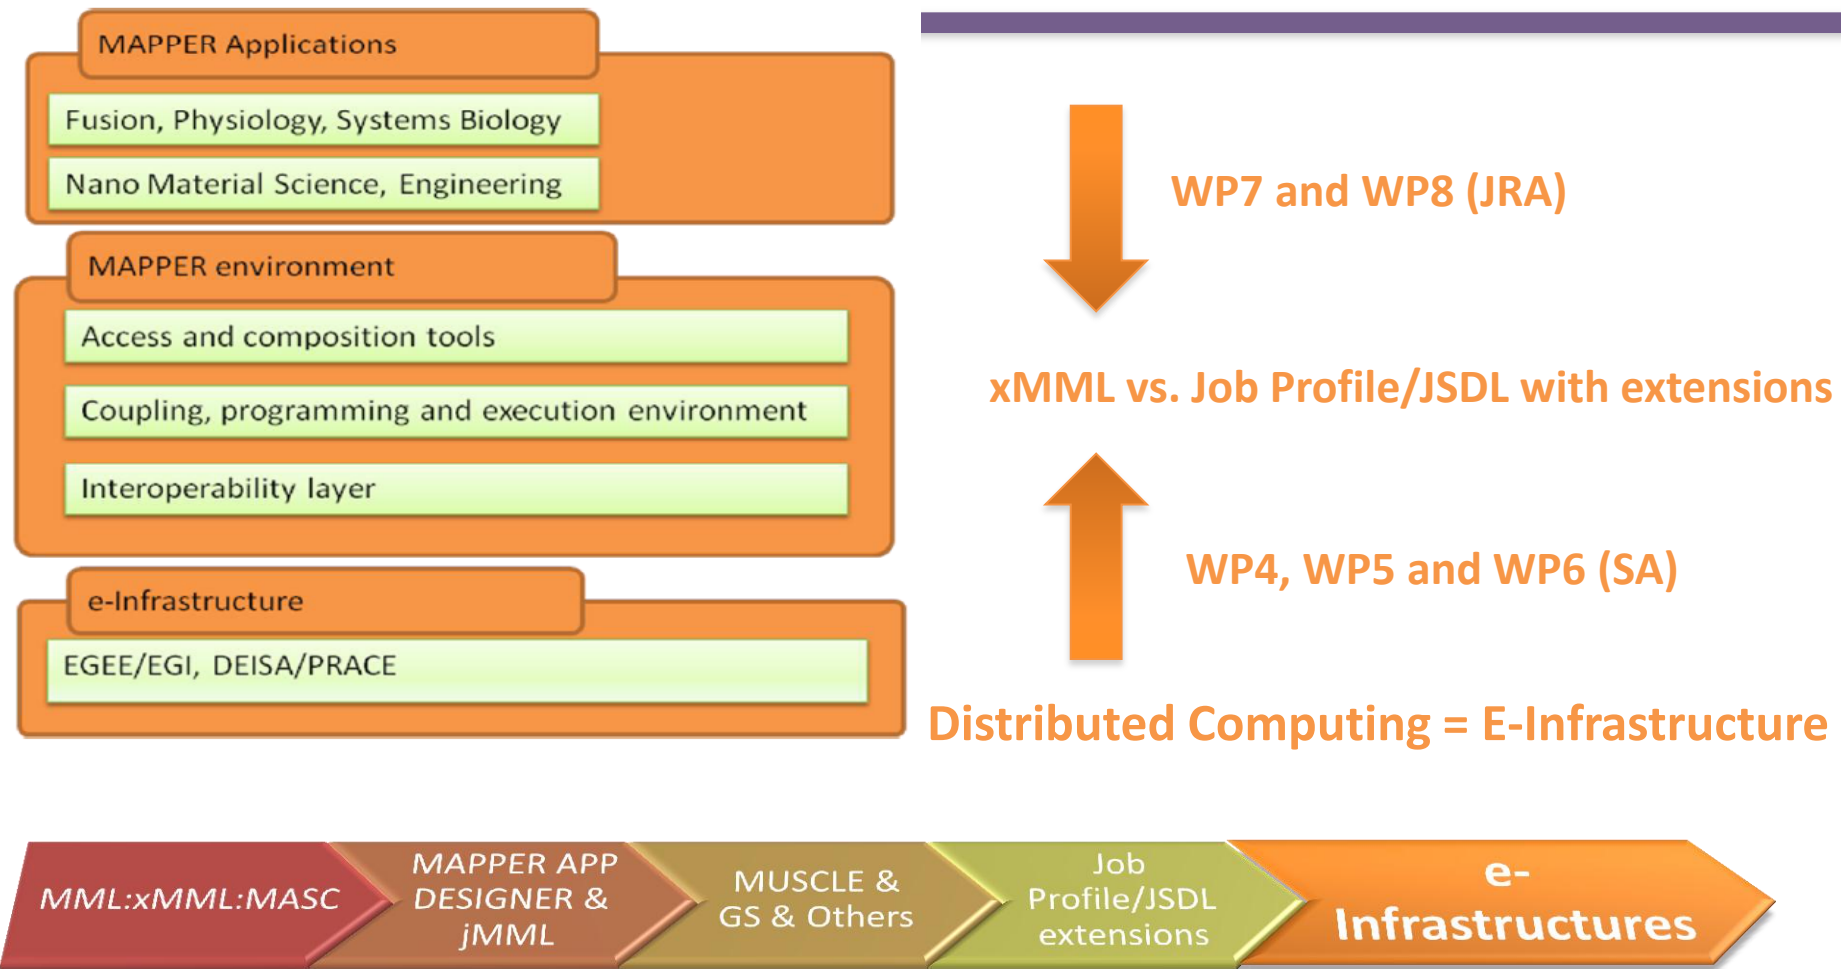 MAPPER Applications
Fusion, Physiology, Systems Biology
Nano Material Science, Engineering
MAPPER environment
Access and composition tools
Coupling, programming and execution environment
Interoperability layer
e-Infrastructure
EGEE/EGI, DEISA/PRACE
WP7 and WP8 (JRA)
xMML vs. Job Profile/JSDL with extensions
WP4, WP5 and WP6 (SA)
Distributed Computing = E-Infrastructure
MML:xMML:MASC
MAPPER APP
DESIGNER &
jMML
MUSCLE &
GS & Others
Job
Profile/JSDL
extensions
e-
Infrastructures